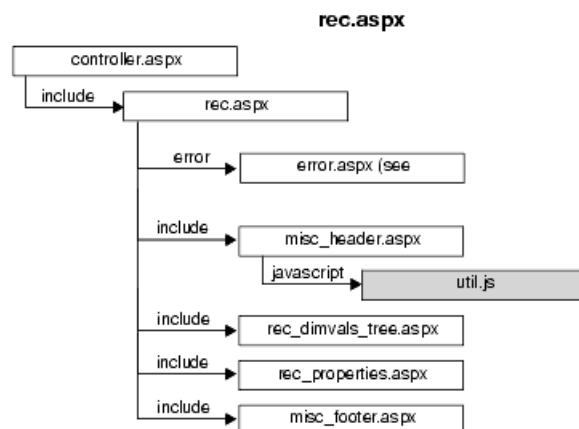 rec.aspx
controller.aspx
include
rec.aspx
error
error.aspx (see
include
misc_header.aspx
javascript
util.js
include
rec_dimvals_tree.aspx
include
rec_properties.aspx
include
misc_footer.aspx